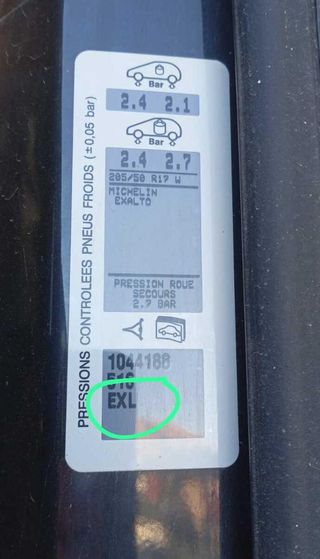 PRESSIONS CONTROLEES PNEUS FROIDS (±0,05 bar)
Bar
2.4 2.1
Bar
2.4 2.7
205/50 R17 W
MICHELIN
EXALTO
PRESSION ROUE
SECOURS
2.7 BAR
1044188
516
EXL